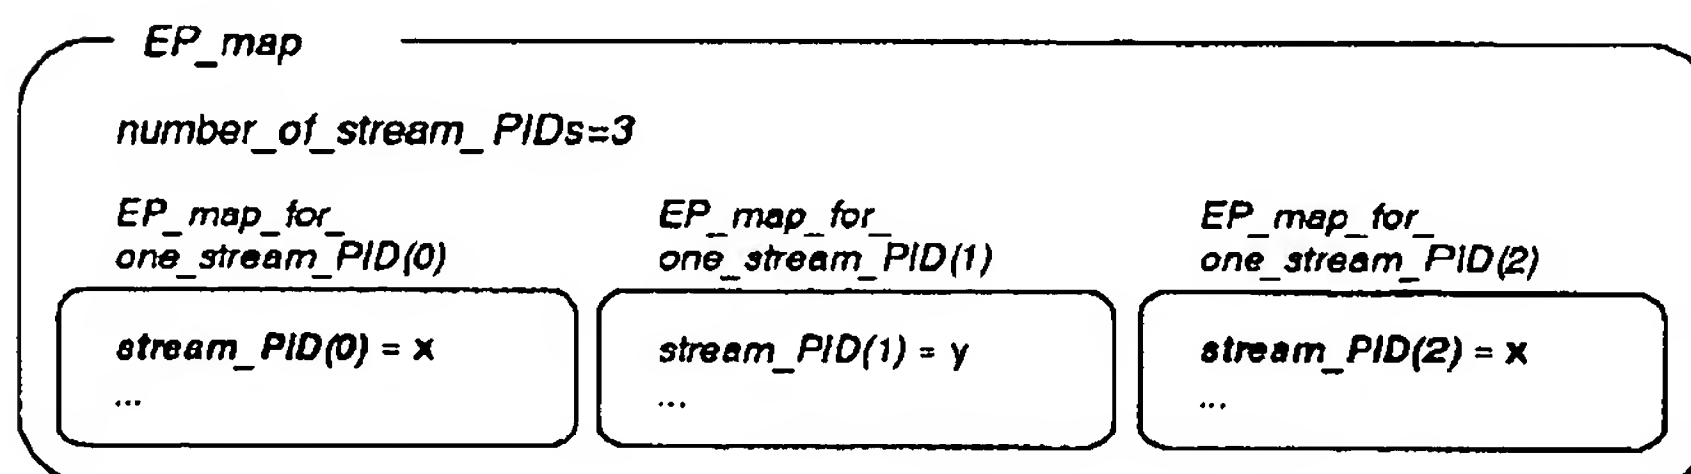 EP_map
number_of_stream_PIDs=3
EP_map_for_
one_stream_PID(0)
EP_map_for_
one_stream_PID(1)
EP_map_for_
one_stream_PID(2)
stream_PID(0) = x
...
stream_PID(1) = y
...
stream_PID(2) = x
...